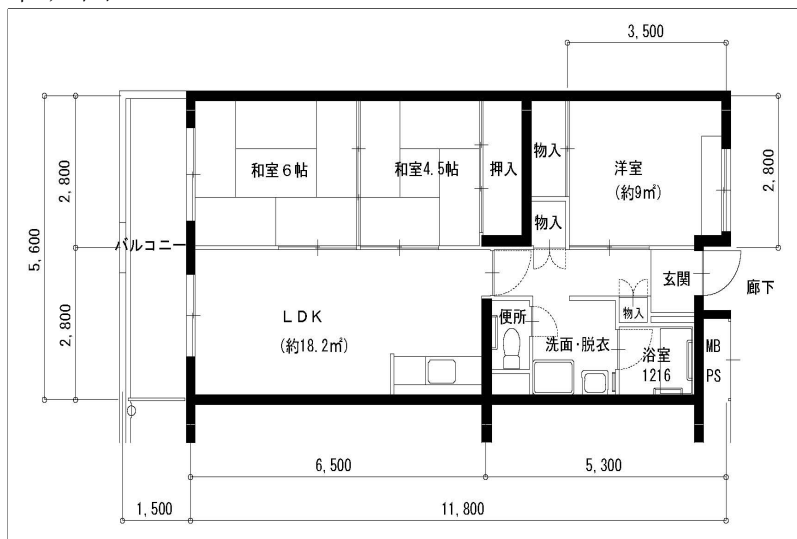 3,500
和室6帖
和室4.5帖
押入
物入
洋室
(約9㎡)
2,800
5,600
2,800
2,800
バルコニー
物入
玄関
廊下
LDK
(約18.2㎡)
便所
物入
洗面・脱衣
浴室
1216
MB
PS
6,500
5,300
1,500
11,800